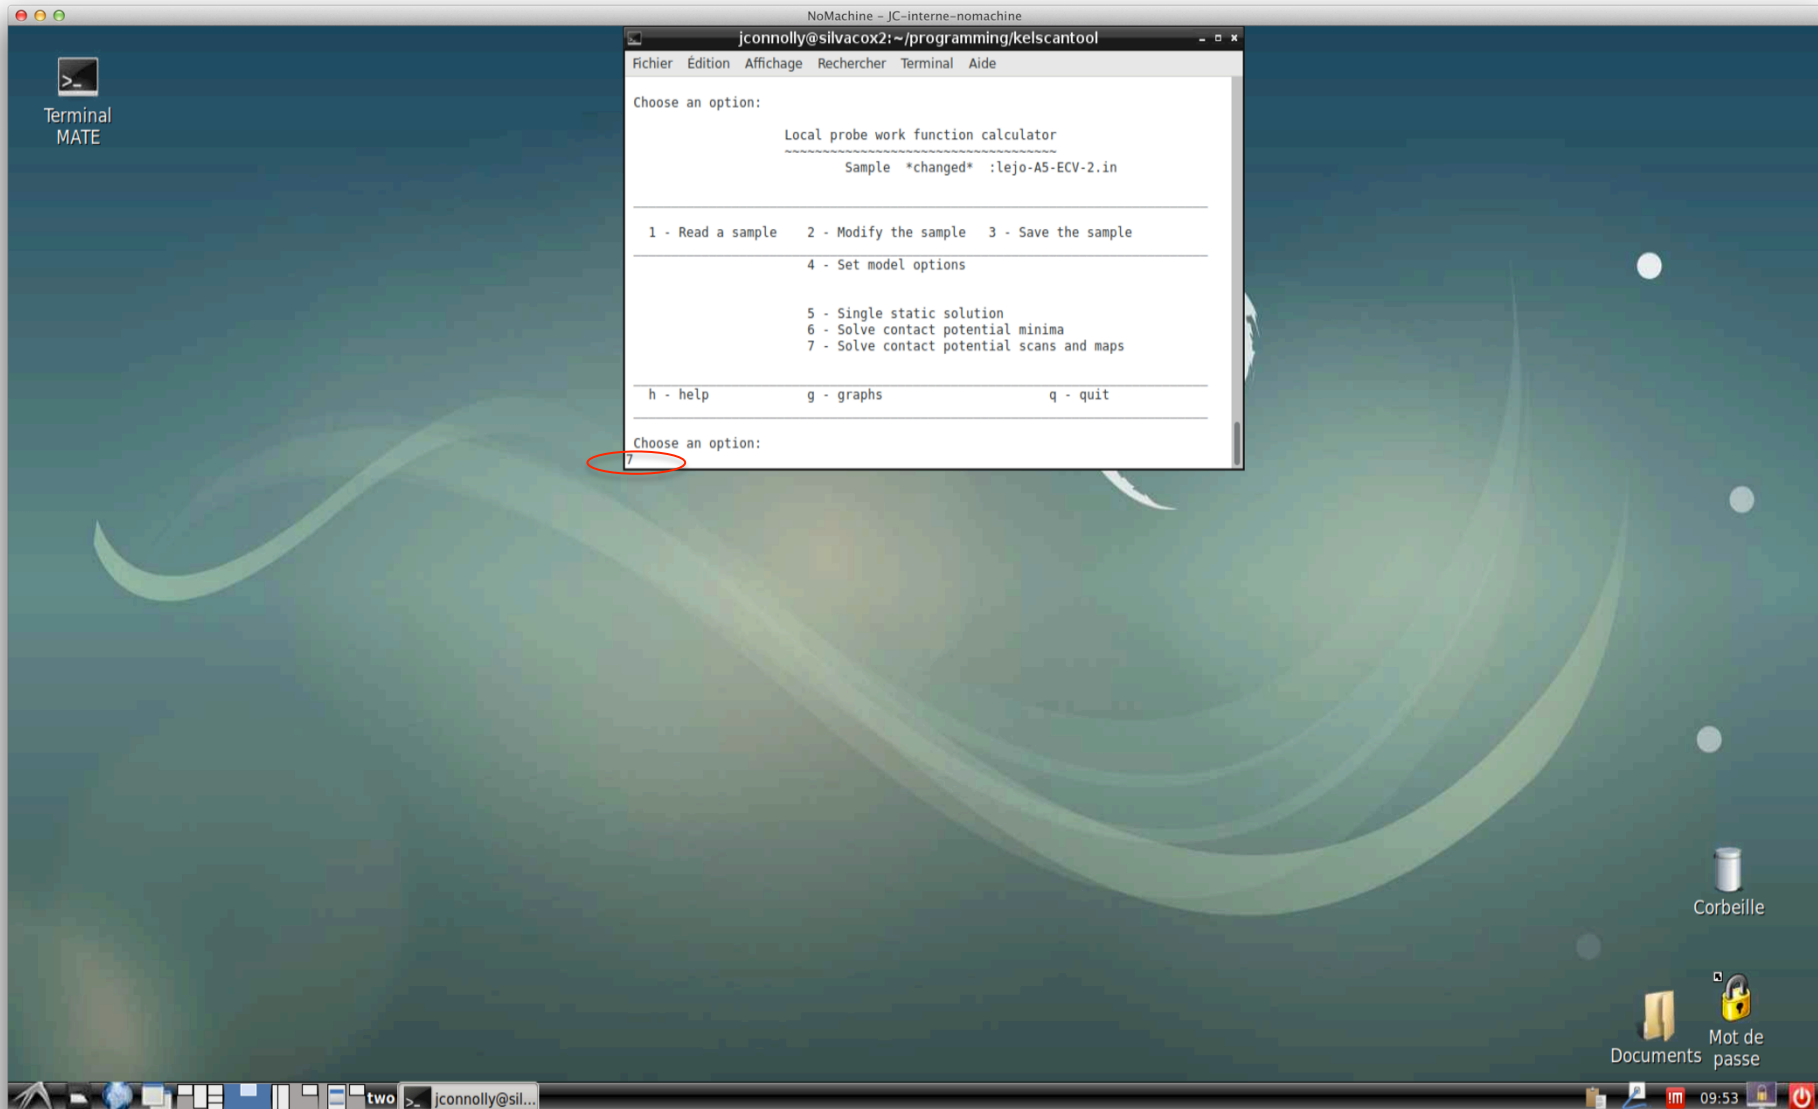 NoMachine - JC-interne-nomachine
jconnolly@silvacox2:~/programming/kelscantool
Fichier Édition Affichage Rechercher Terminal Aide
Terminal
MATE
Choose an option:
Local probe work function calculator
~~~~~~~~~~~~~~~~~~~~~~~~~~~~~~~~~~~~
Sample *changed* :lejo-A5-ECV-2.in
1 - Read a sample 2 - Modify the sample 3 - Save the sample
4 - Set model options
5 - Single static solution
6 - Solve contact potential minima
7 - Solve contact potential scans and maps
h - help g - graphs q - quit
Choose an option:
7
Corbeille
Documents
Mot de
passe
two
jconnolly@sil...
!M
09:53